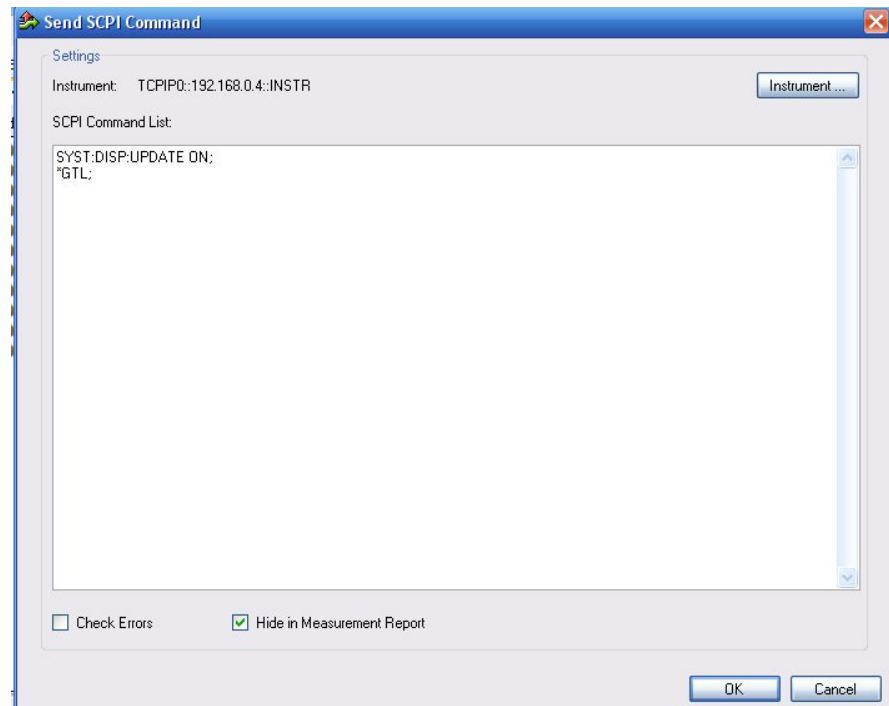 Send SCPI Command
Settings
Instrument: TCPIP0::192.168.0.4::INSTR
Instrument ...
SCPI Command List:
SYST:DISP:UPDATE ON;
*GTL;
Check Errors
Hide in Measurement Report
OK
Cancel